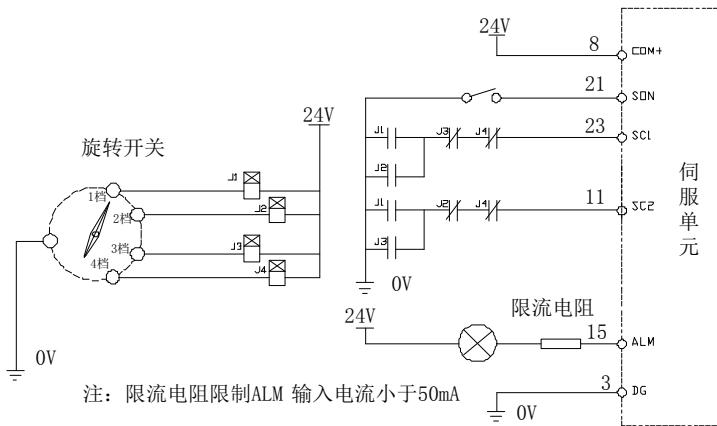 24V
8
COM+
21
SON
24V
旋转开关
J1
J3
J4
23
SC1
J1
1档
J2
伺服单元
J2
2档
J1
J2
J4
11
SC2
3档
J3
J3
4档
J4
0V
24V
限流电阻
15
ALM
0V
3
DG
注：限流电阻限制ALM 输入电流小于50mA
0V